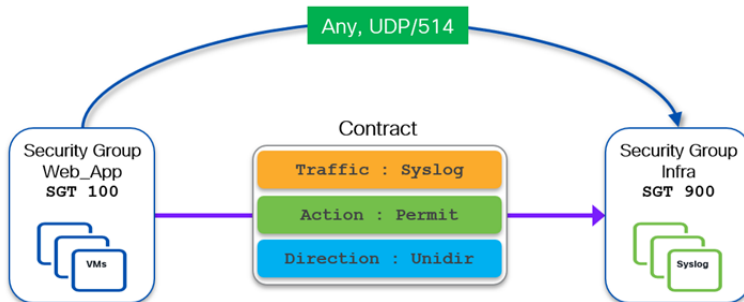 Any, UDP/514
Contract
Security Group
Web_App
SGT 100
VMs
Traffic : Syslog
Action : Permit
Direction : Unidir
Security Group
Infra
SGT 900
Syslog